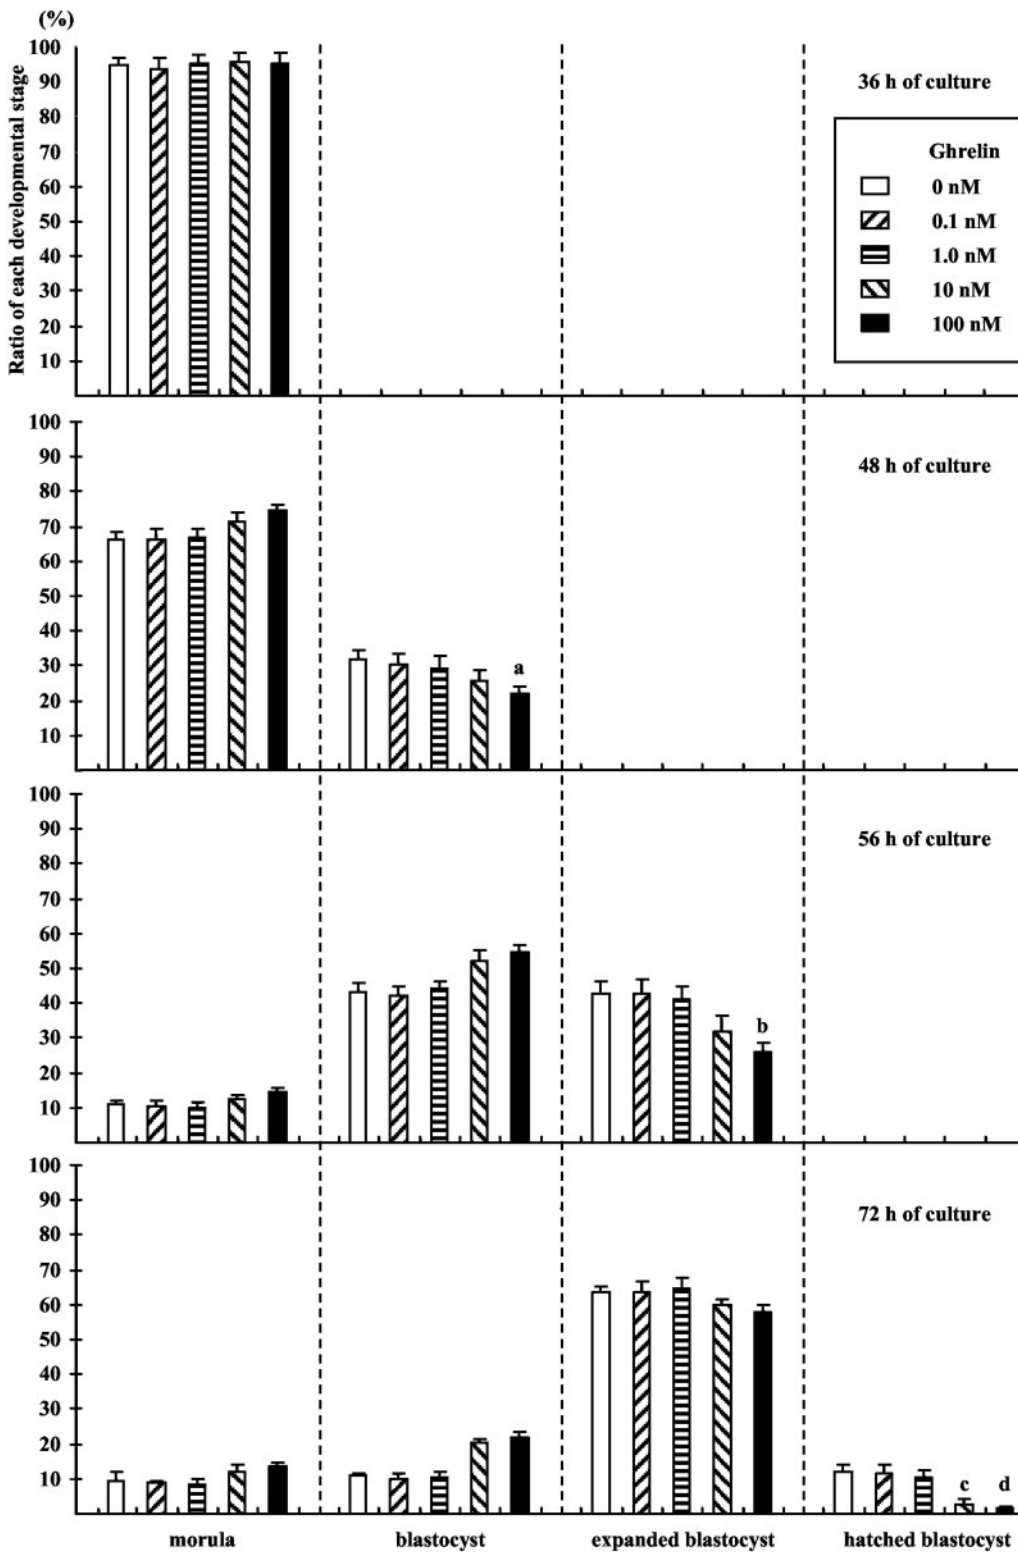 (%)
Ratio of each developmental stage
100
90
80
70
60
50
40
30
20
10
36 h of culture
Ghrelin
0 nM
0.1 nM
1.0 nM
10 nM
100 nM
100
90
80
70
60
50
40
30
20
10
48 h of culture
a
100
90
80
70
60
50
40
30
20
10
56 h of culture
b
100
90
80
70
60
50
40
30
20
10
72 h of culture
c d
morula blastocyst expanded blastocyst hatched blastocyst